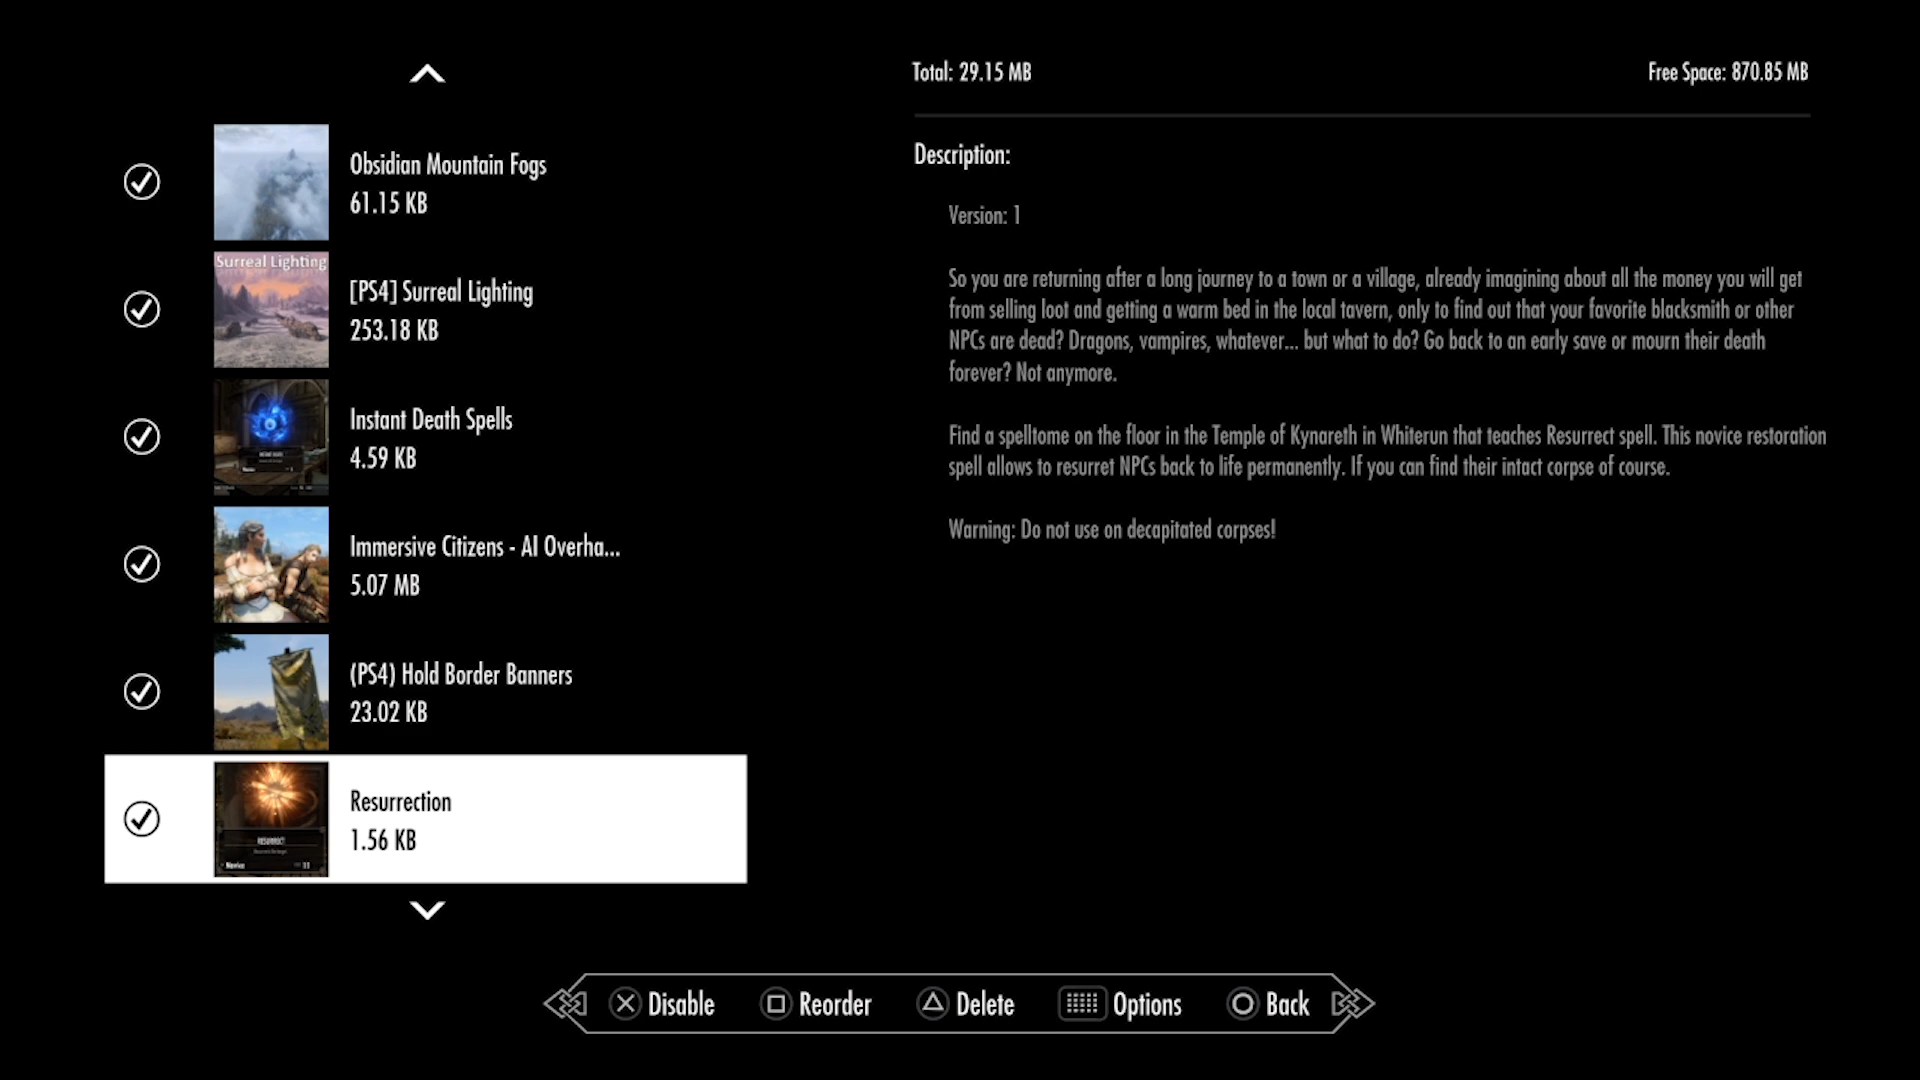 Total: 29.15 MB
Free Space: 870.85 MB
Obsidian Mountain Fogs
61.15 KB
Surreal Lighting
[PS4] Surreal Lighting
253.18 KB
Instant Death Spells
4.59 KB
Immersive Citizens - AI Overha...
5.07 MB
(PS4) Hold Border Banners
23.02 KB
RESURRECT
Novice
Resurrection
1.56 KB
Description:
Version: 1
So you are returning after a long journey to a town or a village, already imagining about all the money you will get
from selling loot and getting a warm bed in the local tavern, only to find out that your favorite blacksmith or other
NPCs are dead? Dragons, vampires, whatever... but what to do? Go back to an early save or mourn their death
forever? Not anymore.
Find a spelltome on the floor in the Temple of Kynareth in Whiterun that teaches Resurrect spell. This novice restoration
spell allows to resurret NPCs back to life permanently. If you can find their intact corpse of course.
Warning: Do not use on decapitated corpses!
Disable
Reorder
Delete
Options
Back